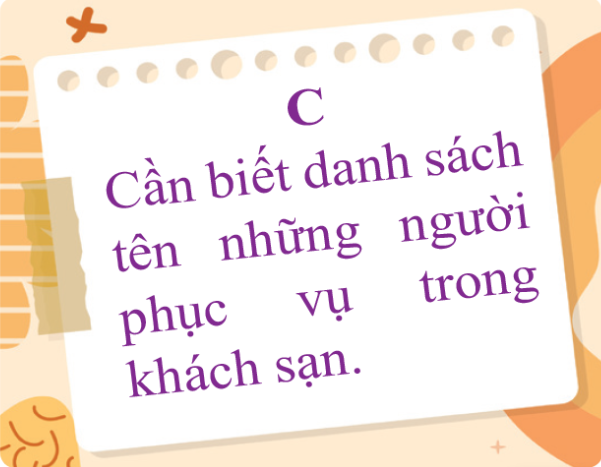 C
Cần biết danh sách
tên những người
phục vụ trong
khách sạn.